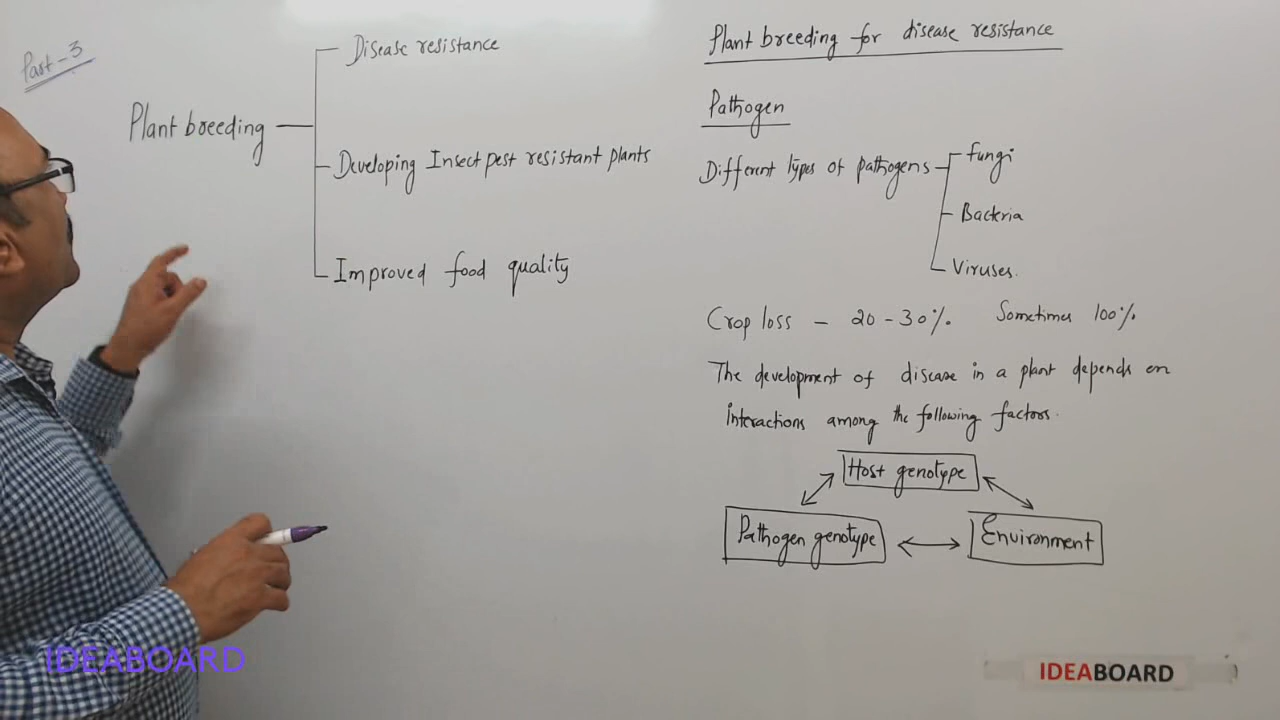 Part-3
Plant breeding
Disease resistance
Developing Insect pest resistant plants
Improved food quality
Plant breeding for disease resistance
Pathogen
Different types of pathogens
Fungi
Bacteria
Viruses.
Crop loss - 20-30%. Sometimes 100%
The development of disease in a plant depends on
interactions among the following factors.
Host genotype
Pathogen genotype
Environment
IDEABOARD
IDEABOARD